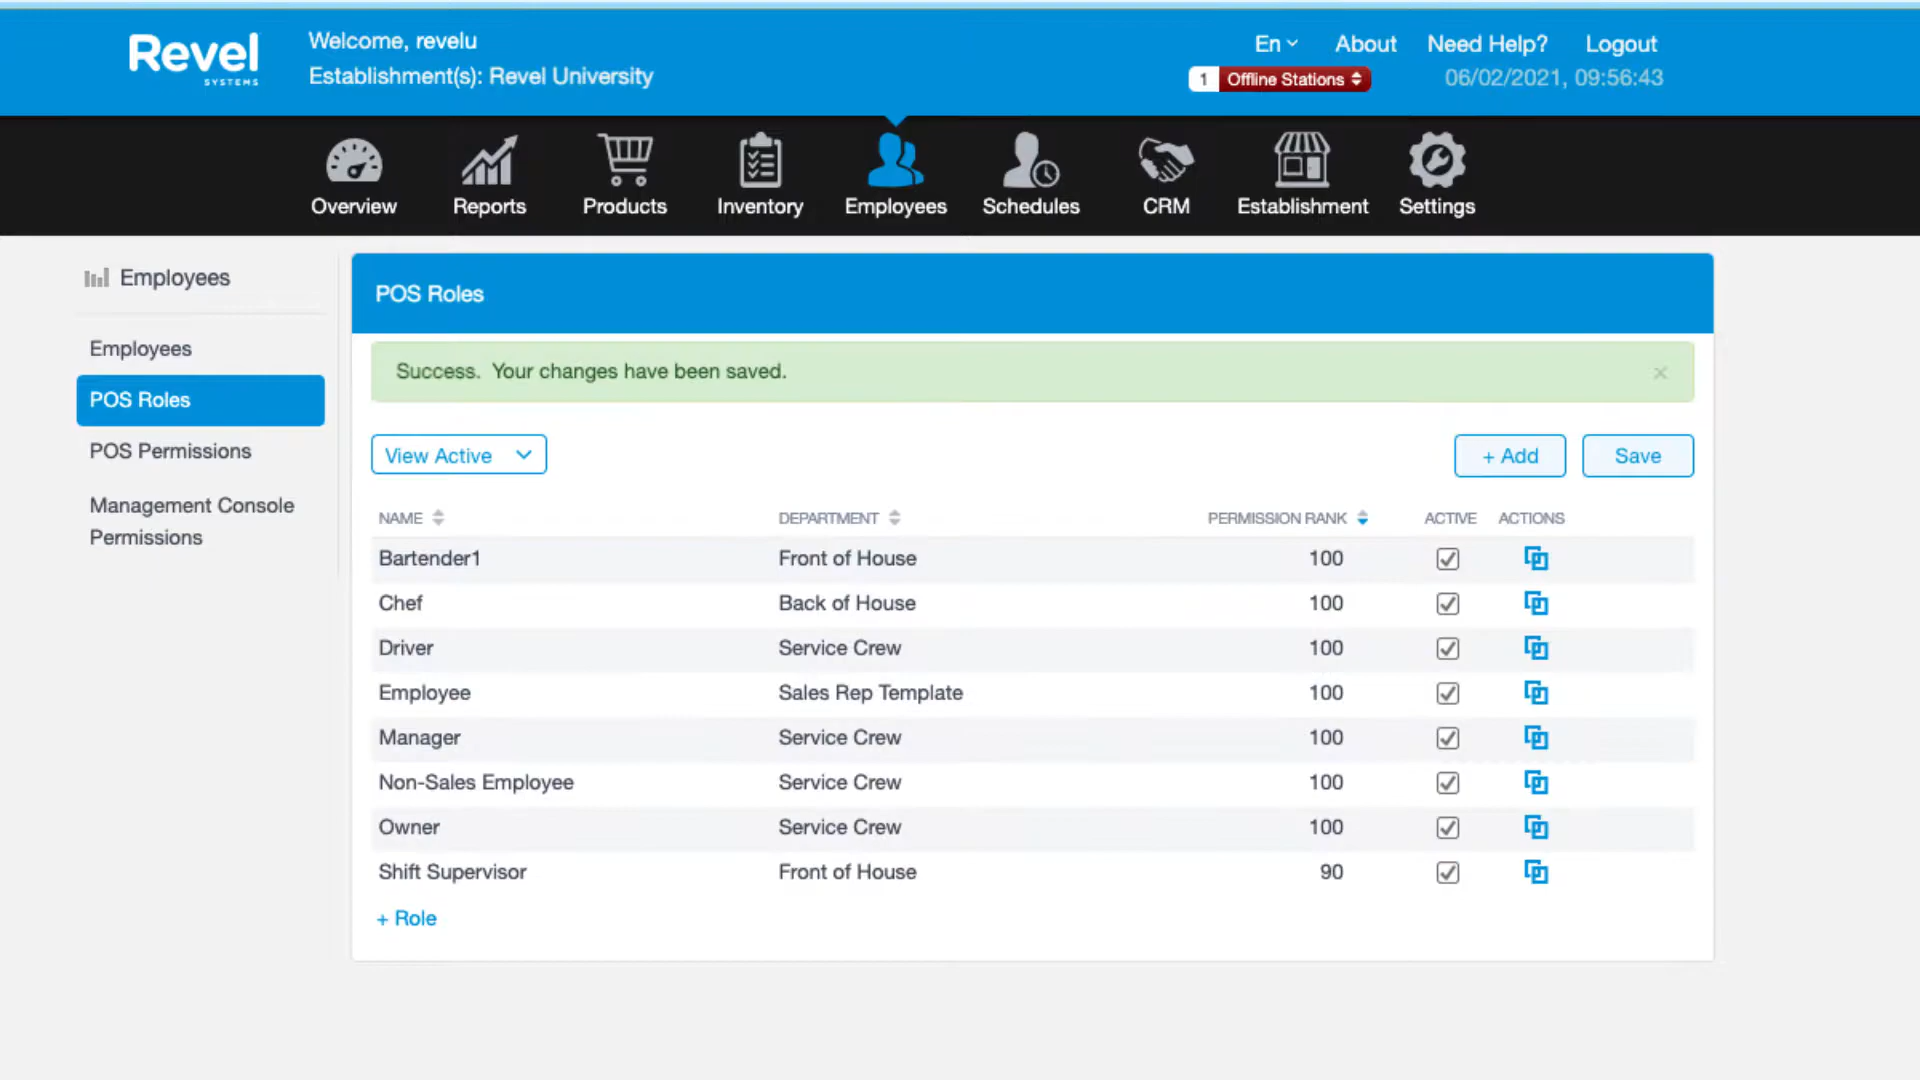 Revel
SYSTEMS
Welcome, revelu
Establishment(s): Revel University
En
About
Need Help?
Logout
1 Offline Stations
06/02/2021, 09:56:43
Overview
Reports
Products
Inventory
Employees
Schedules
CRM
Establishment
Settings
Employees
Employees
POS Roles
POS Permissions
Management Console
Permissions
POS Roles
Success. Your changes have been saved.
×
View Active
+ Add
Save
NAME DEPARTMENT PERMISSION RANK ACTIVE ACTIONS
Bartender1 Front of House 100
Chef Back of House 100
Driver Service Crew 100
Employee Sales Rep Template 100
Manager Service Crew 100
Non-Sales Employee Service Crew 100
Owner Service Crew 100
Shift Supervisor Front of House 90
+ Role